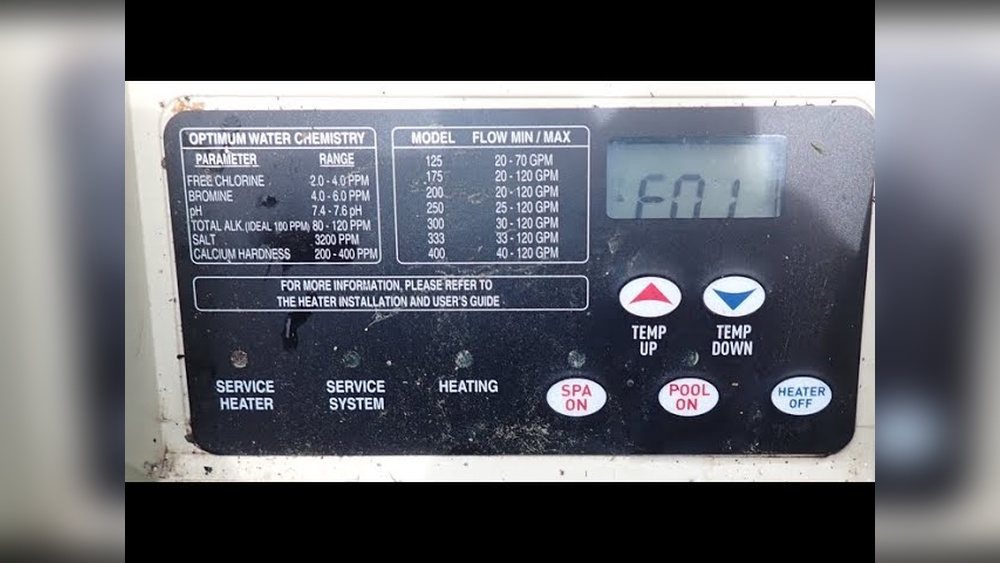 OPTIMUM WATER CHEMISTRY
PARAMETER RANGE
FREE CHLORINE 2.0 - 4.0 PPM
BROMINE 4.0 - 6.0 PPM
pH 7.4 - 7.6 pH
TOTAL ALK. (IDEAL 100 PPM) 80 - 120 PPM
SALT 3200 PPM
CALCIUM HARDNESS 200 - 400 PPM
MODEL FLOW MIN / MAX
125 20 - 70 GPM
175 20 - 120 GPM
200 20 - 120 GPM
250 25 - 120 GPM
300 30 - 120 GPM
333 33 - 120 GPM
400 40 - 120 GPM
FOR MORE INFORMATION, PLEASE REFER TO
THE HEATER INSTALLATION AND USER'S GUIDE
E01
TEMP
UP
TEMP
DOWN
SERVICE
HEATER
SERVICE
SYSTEM
HEATING
SPA
ON
POOL
ON
HEATER
OFF